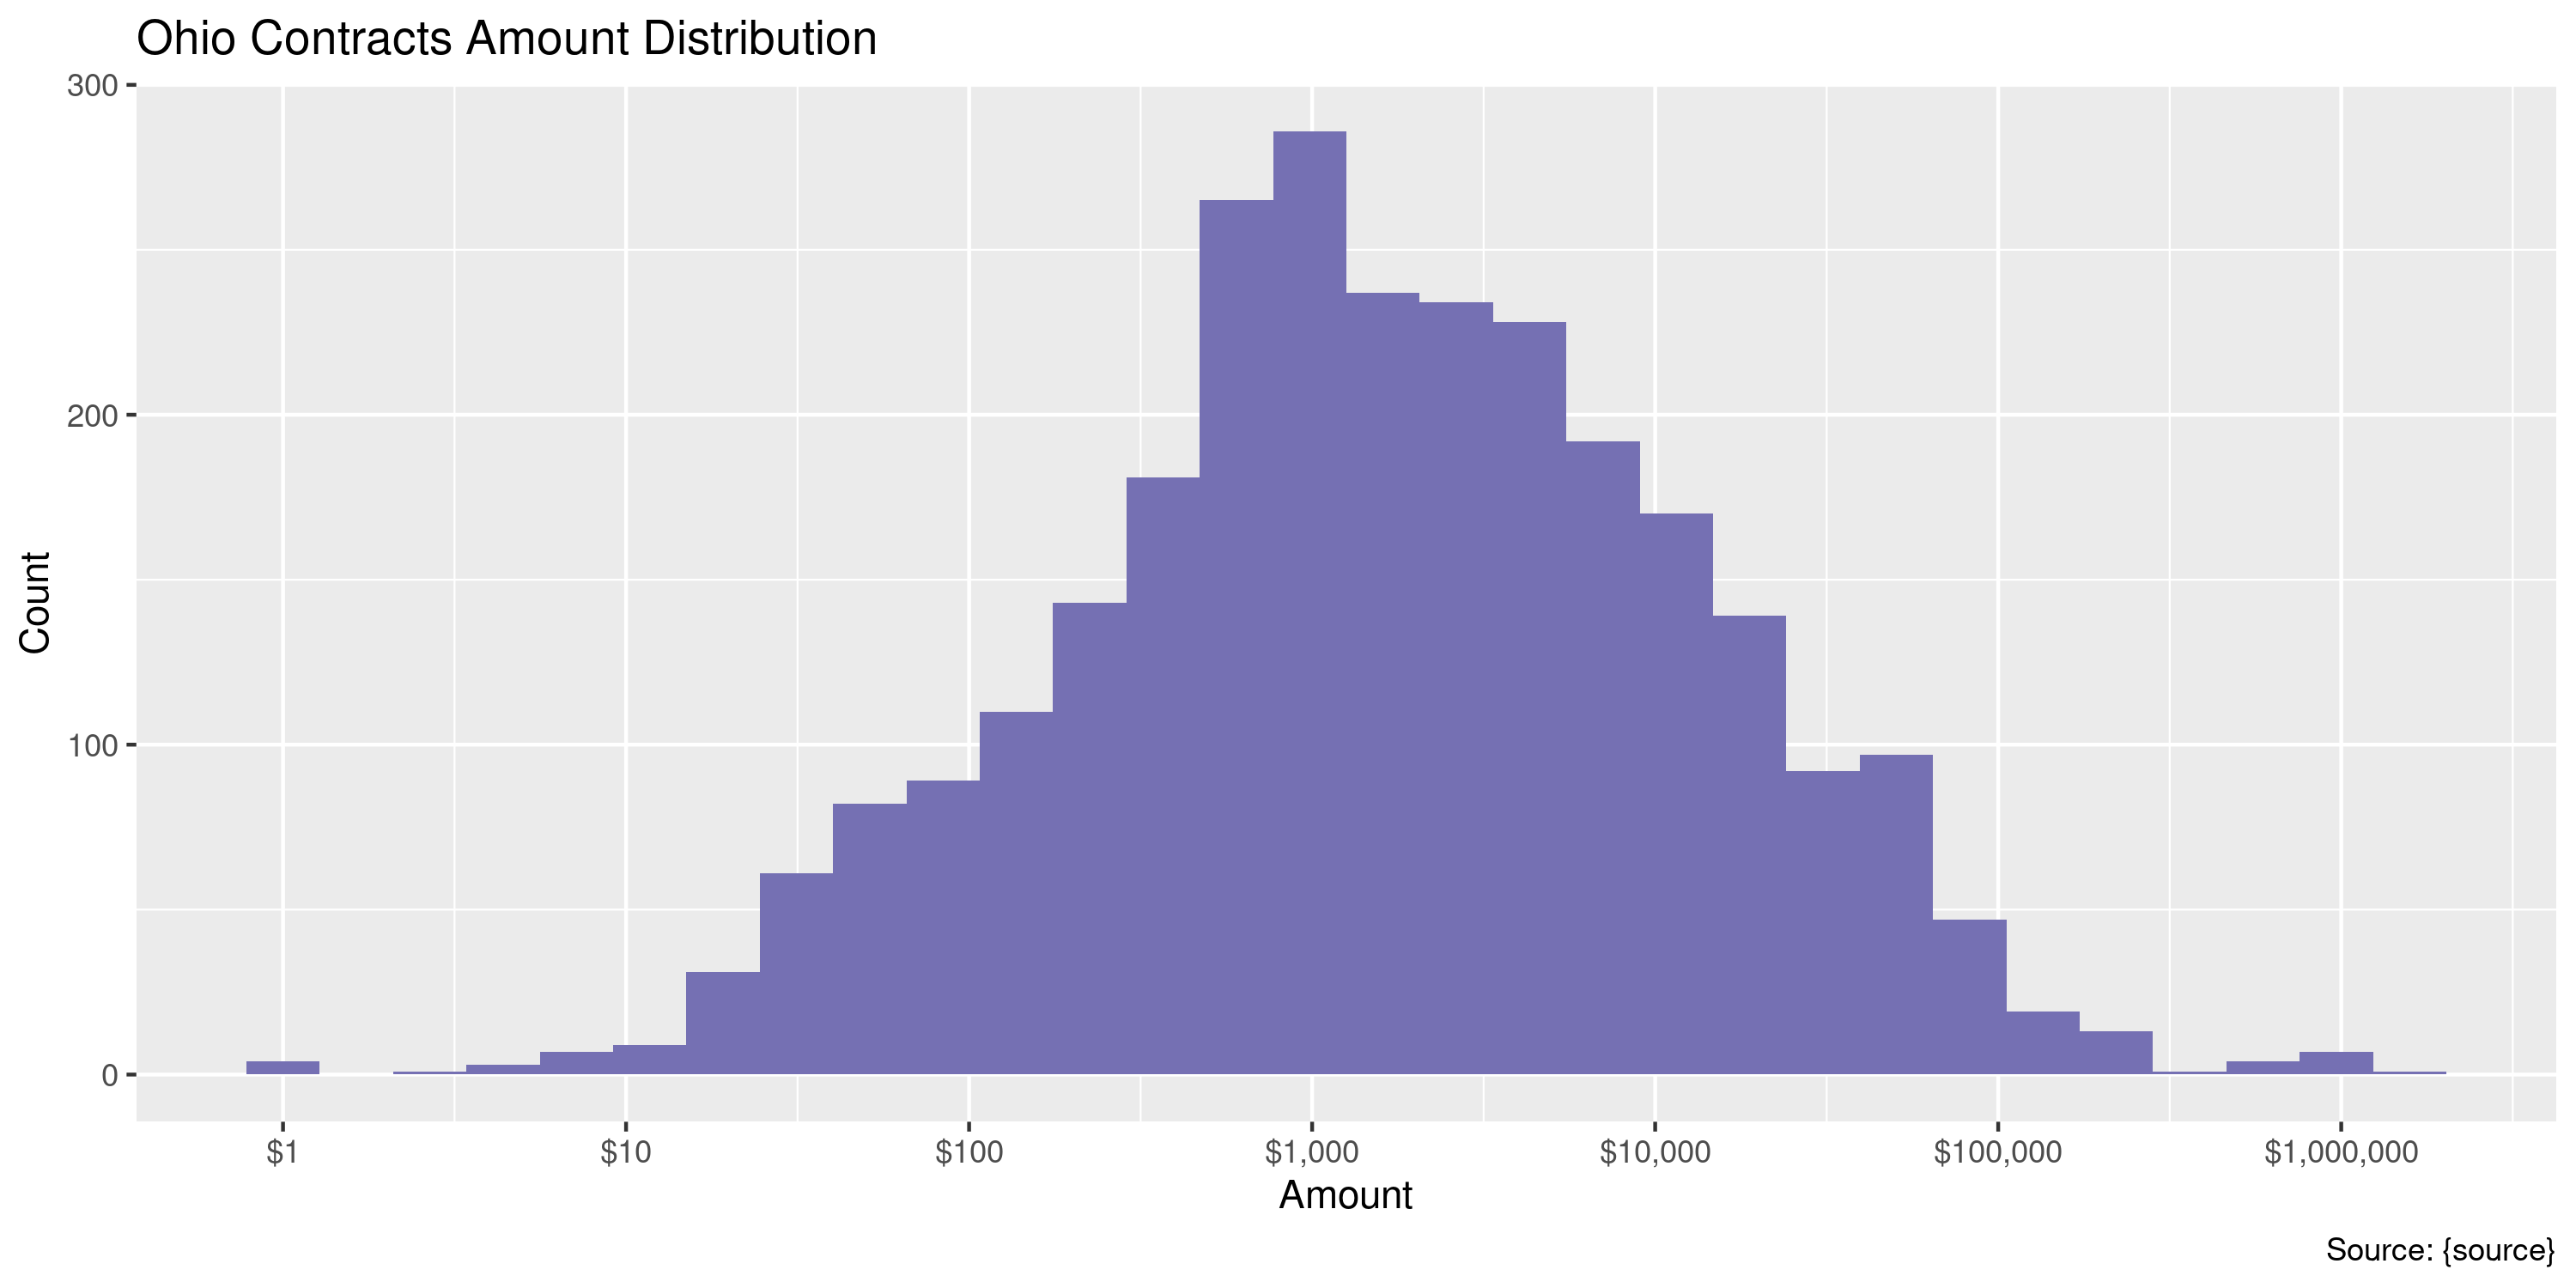 Ohio Contracts Amount Distribution
300
200
100
0
Count
$1 $10 $100 $1,000 $10,000 $100,000 $1,000,000
Amount
Source: {source}